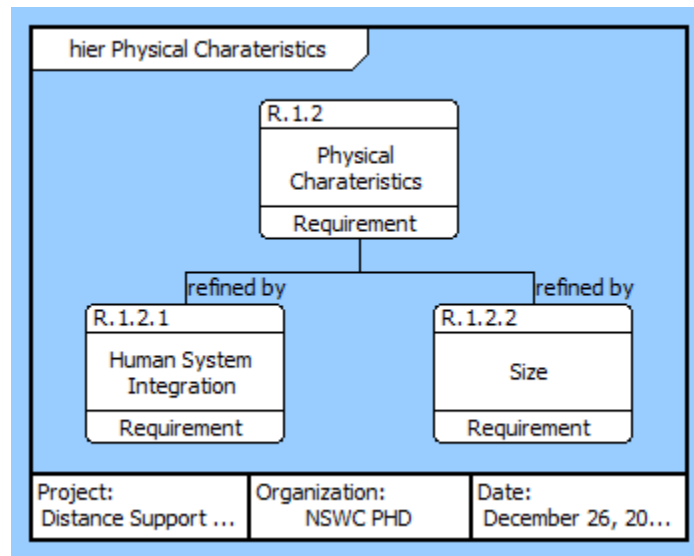 hier Physical Charateristics
R.1.2
Physical
Charateristics
Requirement
refined by
refined by
R.1.2.1
Human System
Integration
Requirement
R.1.2.2
Size
Requirement
Project:
Distance Support ...
Organization:
NSWC PHD
Date:
December 26, 20...